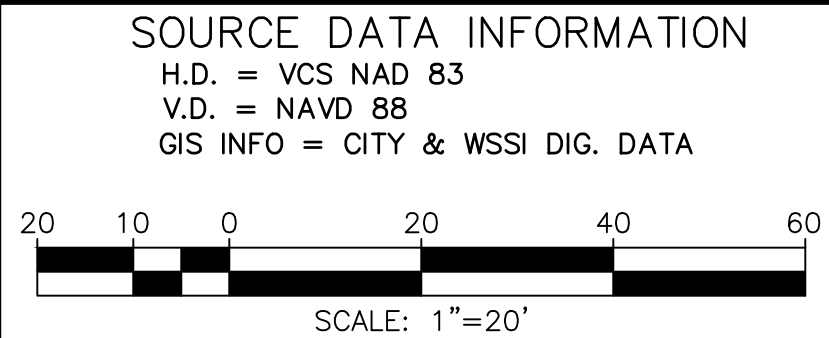 SOURCE DATA INFORMATION
H.D. = VCS NAD 83
V.D. = NAVD 88
GIS INFO = CITY & WSSI DIG. DATA
20 10 0 20 40 60
SCALE: 1"=20'